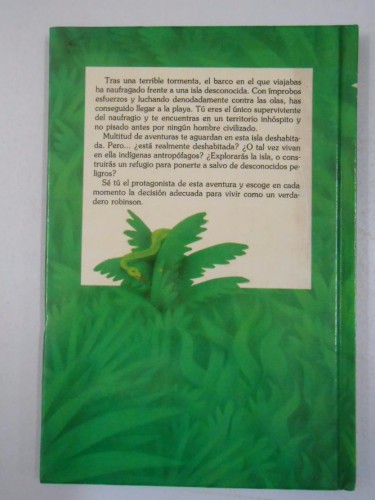 Tras una terrible tormenta, el barco en el que viajabas
ha naufragado frente a una isla desconocida. Con ímprobos
esfuerzos y luchando denodadamente contra las olas, has
conseguido llegar a la playa. Tú eres el único superviviente
del naufragio y te encuentras en un territorio inhóspito y
no pisado antes por ningún hombre civilizado.
Multitud de aventuras te aguardan en esta isla deshabita-
da. Pero... ¿está realmente deshabitada? ¿O tal vez vivan
en ella indígenas antropófagos? ¿Explorarás la isla, o cons-
truirás un refugio para ponerte a salvo de desconocidos pe-
ligros?
Sé tú el protagonista de esta aventura y escoge en cada
momento la decisión adecuada para vivir como un verda-
dero robinson.